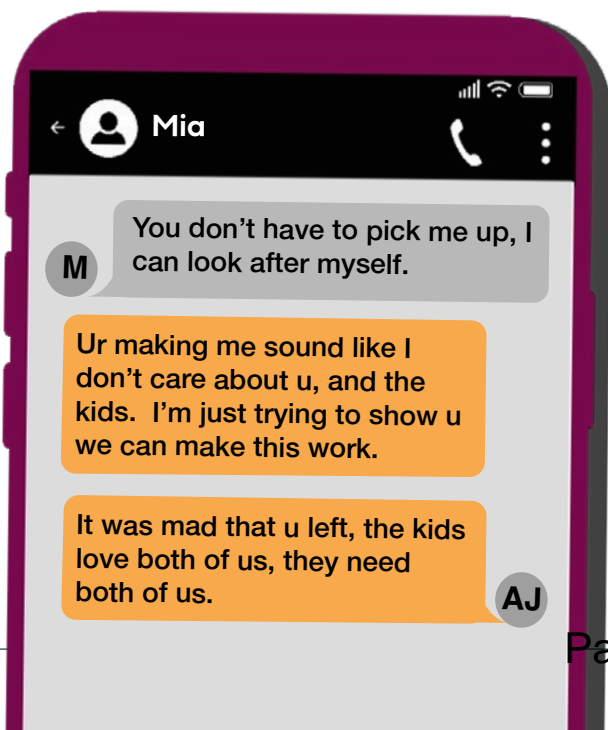 Mia
You don’t have to pick me up, I
can look after myself.
M
Ur making me sound like I
don’t care about u, and the
kids.  I’m just trying to show u
we can make this work.
It was mad that u left, the kids
love both of us, they need
both of us.
AJ